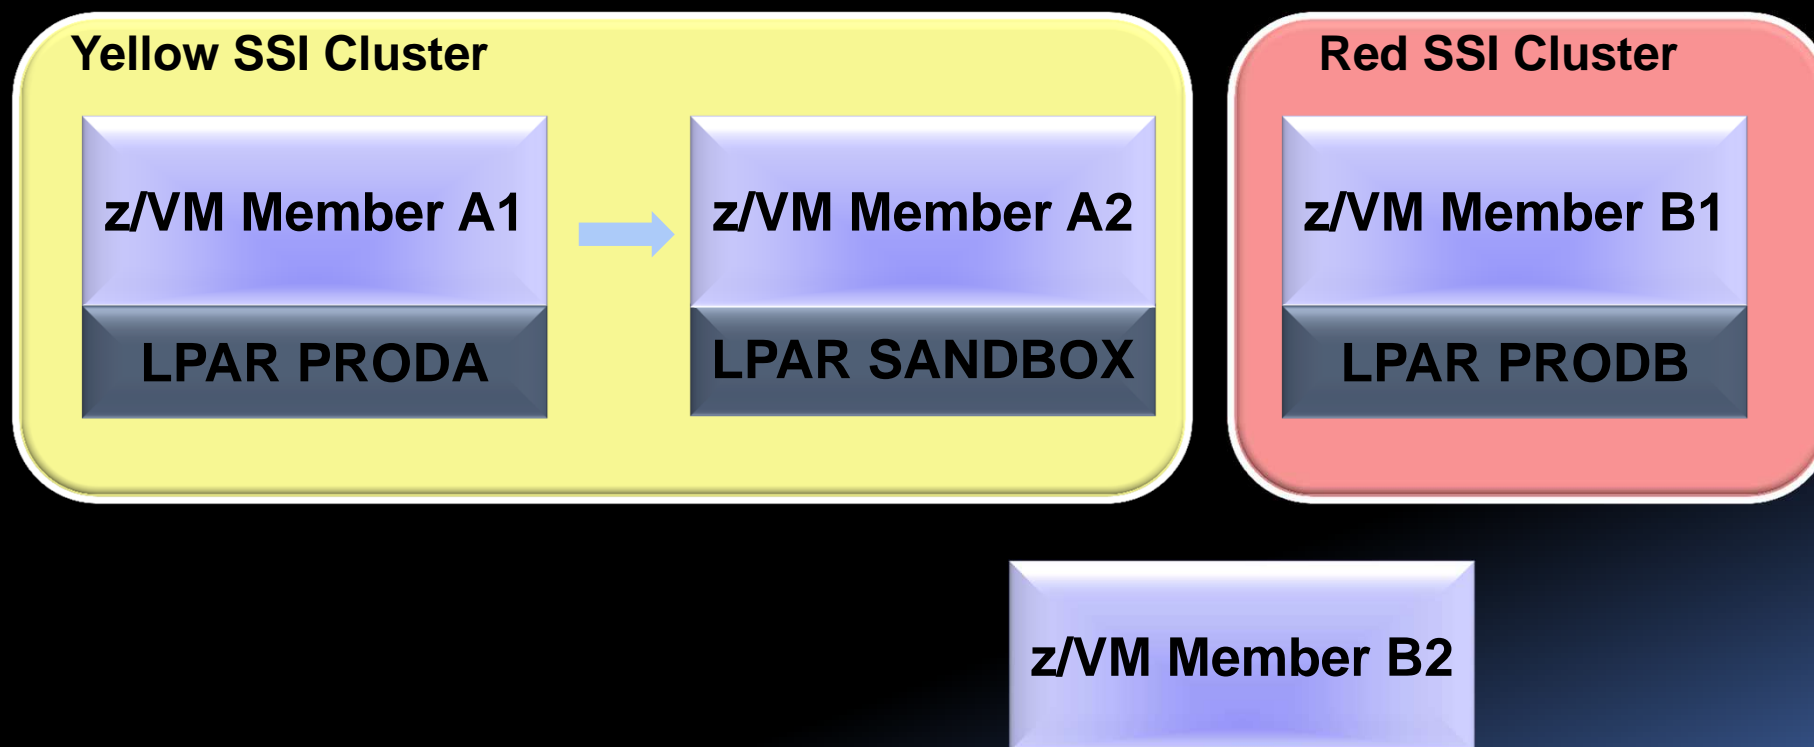 Yellow SSI Cluster
Red SSI Cluster
z/VM Member A1
z/VM Member A2
z/VM Member B1
LPAR PRODA
LPAR SANDBOX
LPAR PRODB
z/VM Member B2